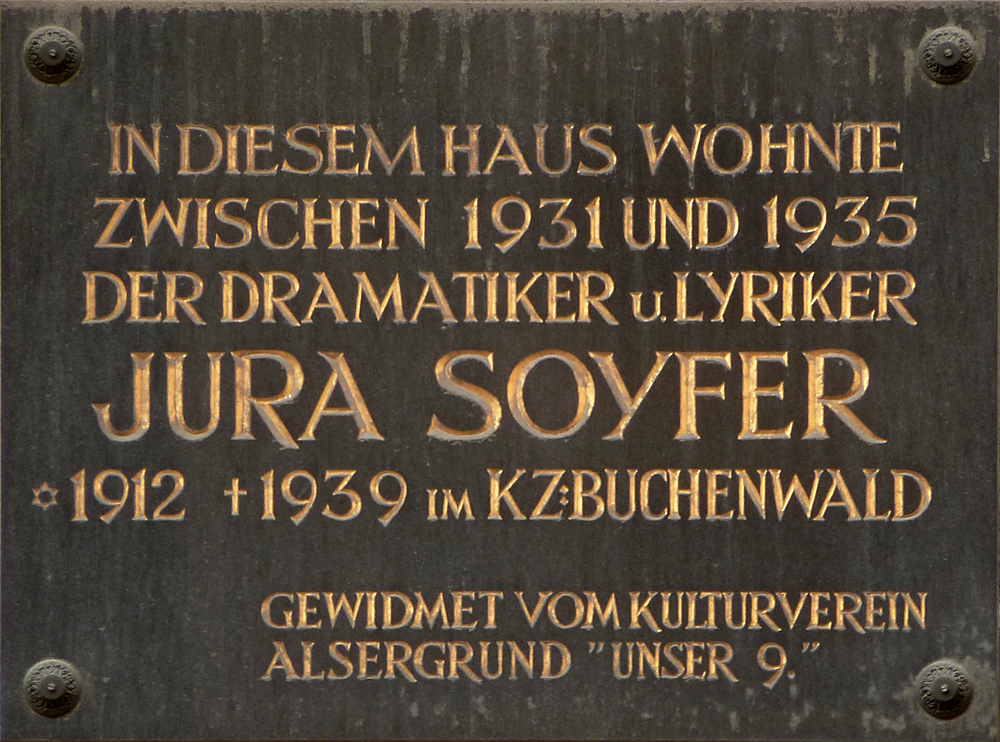 IN DIESEM HAUS WOHNTE
ZWISCHEN 1931 UND 1935
DER DRAMATIKER u. LYRIKER
JURA SOYFER
✡1912 †1939 IM KZ:BUCHENWALD
GEWIDMET VOM KULTURVEREIN
ALSERGRUND "UNSER 9."